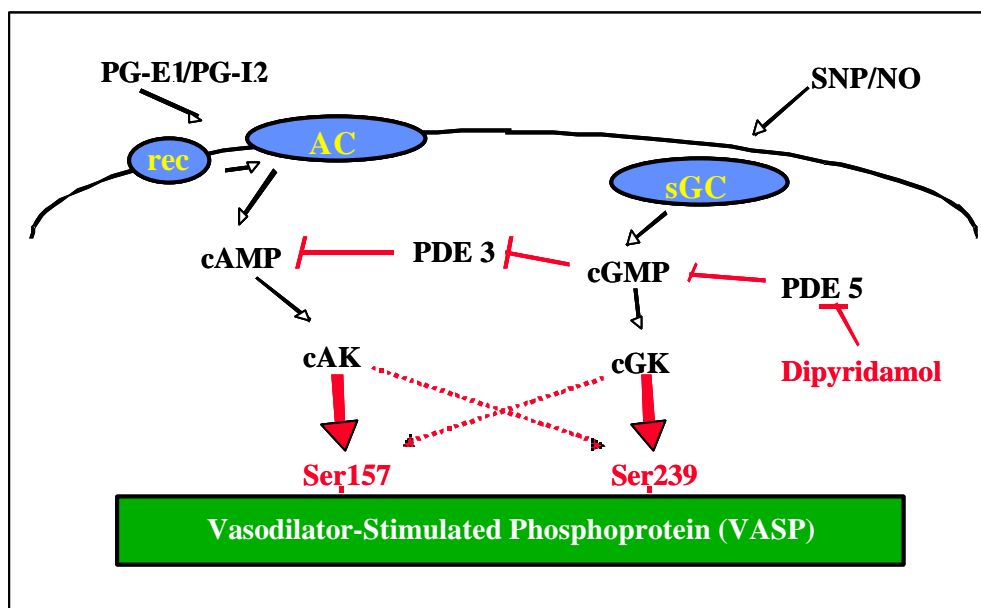 PG-E1/PG-I2
SNP/NO
rec
AC
sGC
cAMP
PDE 3
cGMP
PDE 5
cAK
cGK
Dipyridamol
Ser157
Ser239
Vasodilator-Stimulated Phosphoprotein (VASP)